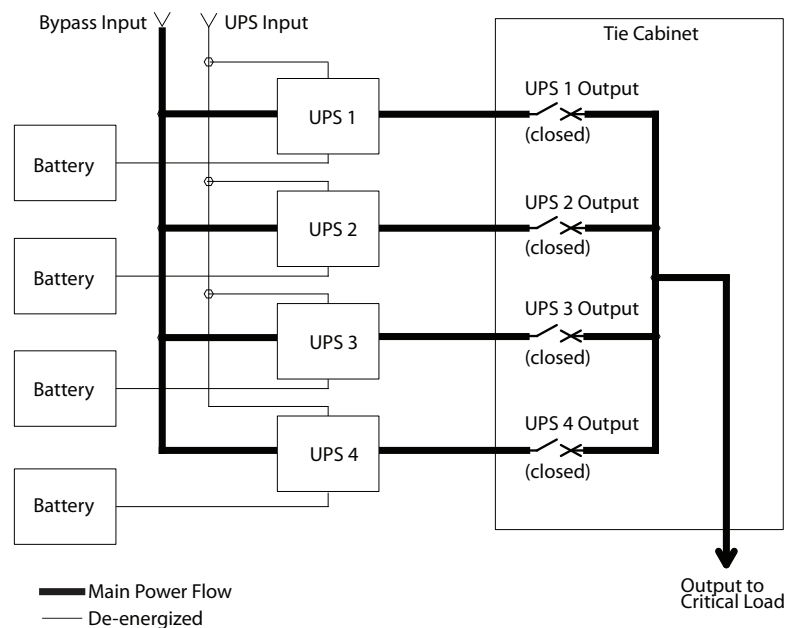 Bypass Input
UPS Input
Tie Cabinet
UPS 1
UPS 1 Output
(closed)
Battery
UPS 2
UPS 2 Output
(closed)
Battery
UPS 3
UPS 3 Output
(closed)
Battery
UPS 4
UPS 4 Output
(closed)
Battery
Output to
Critical Load
Main Power Flow
De-energized